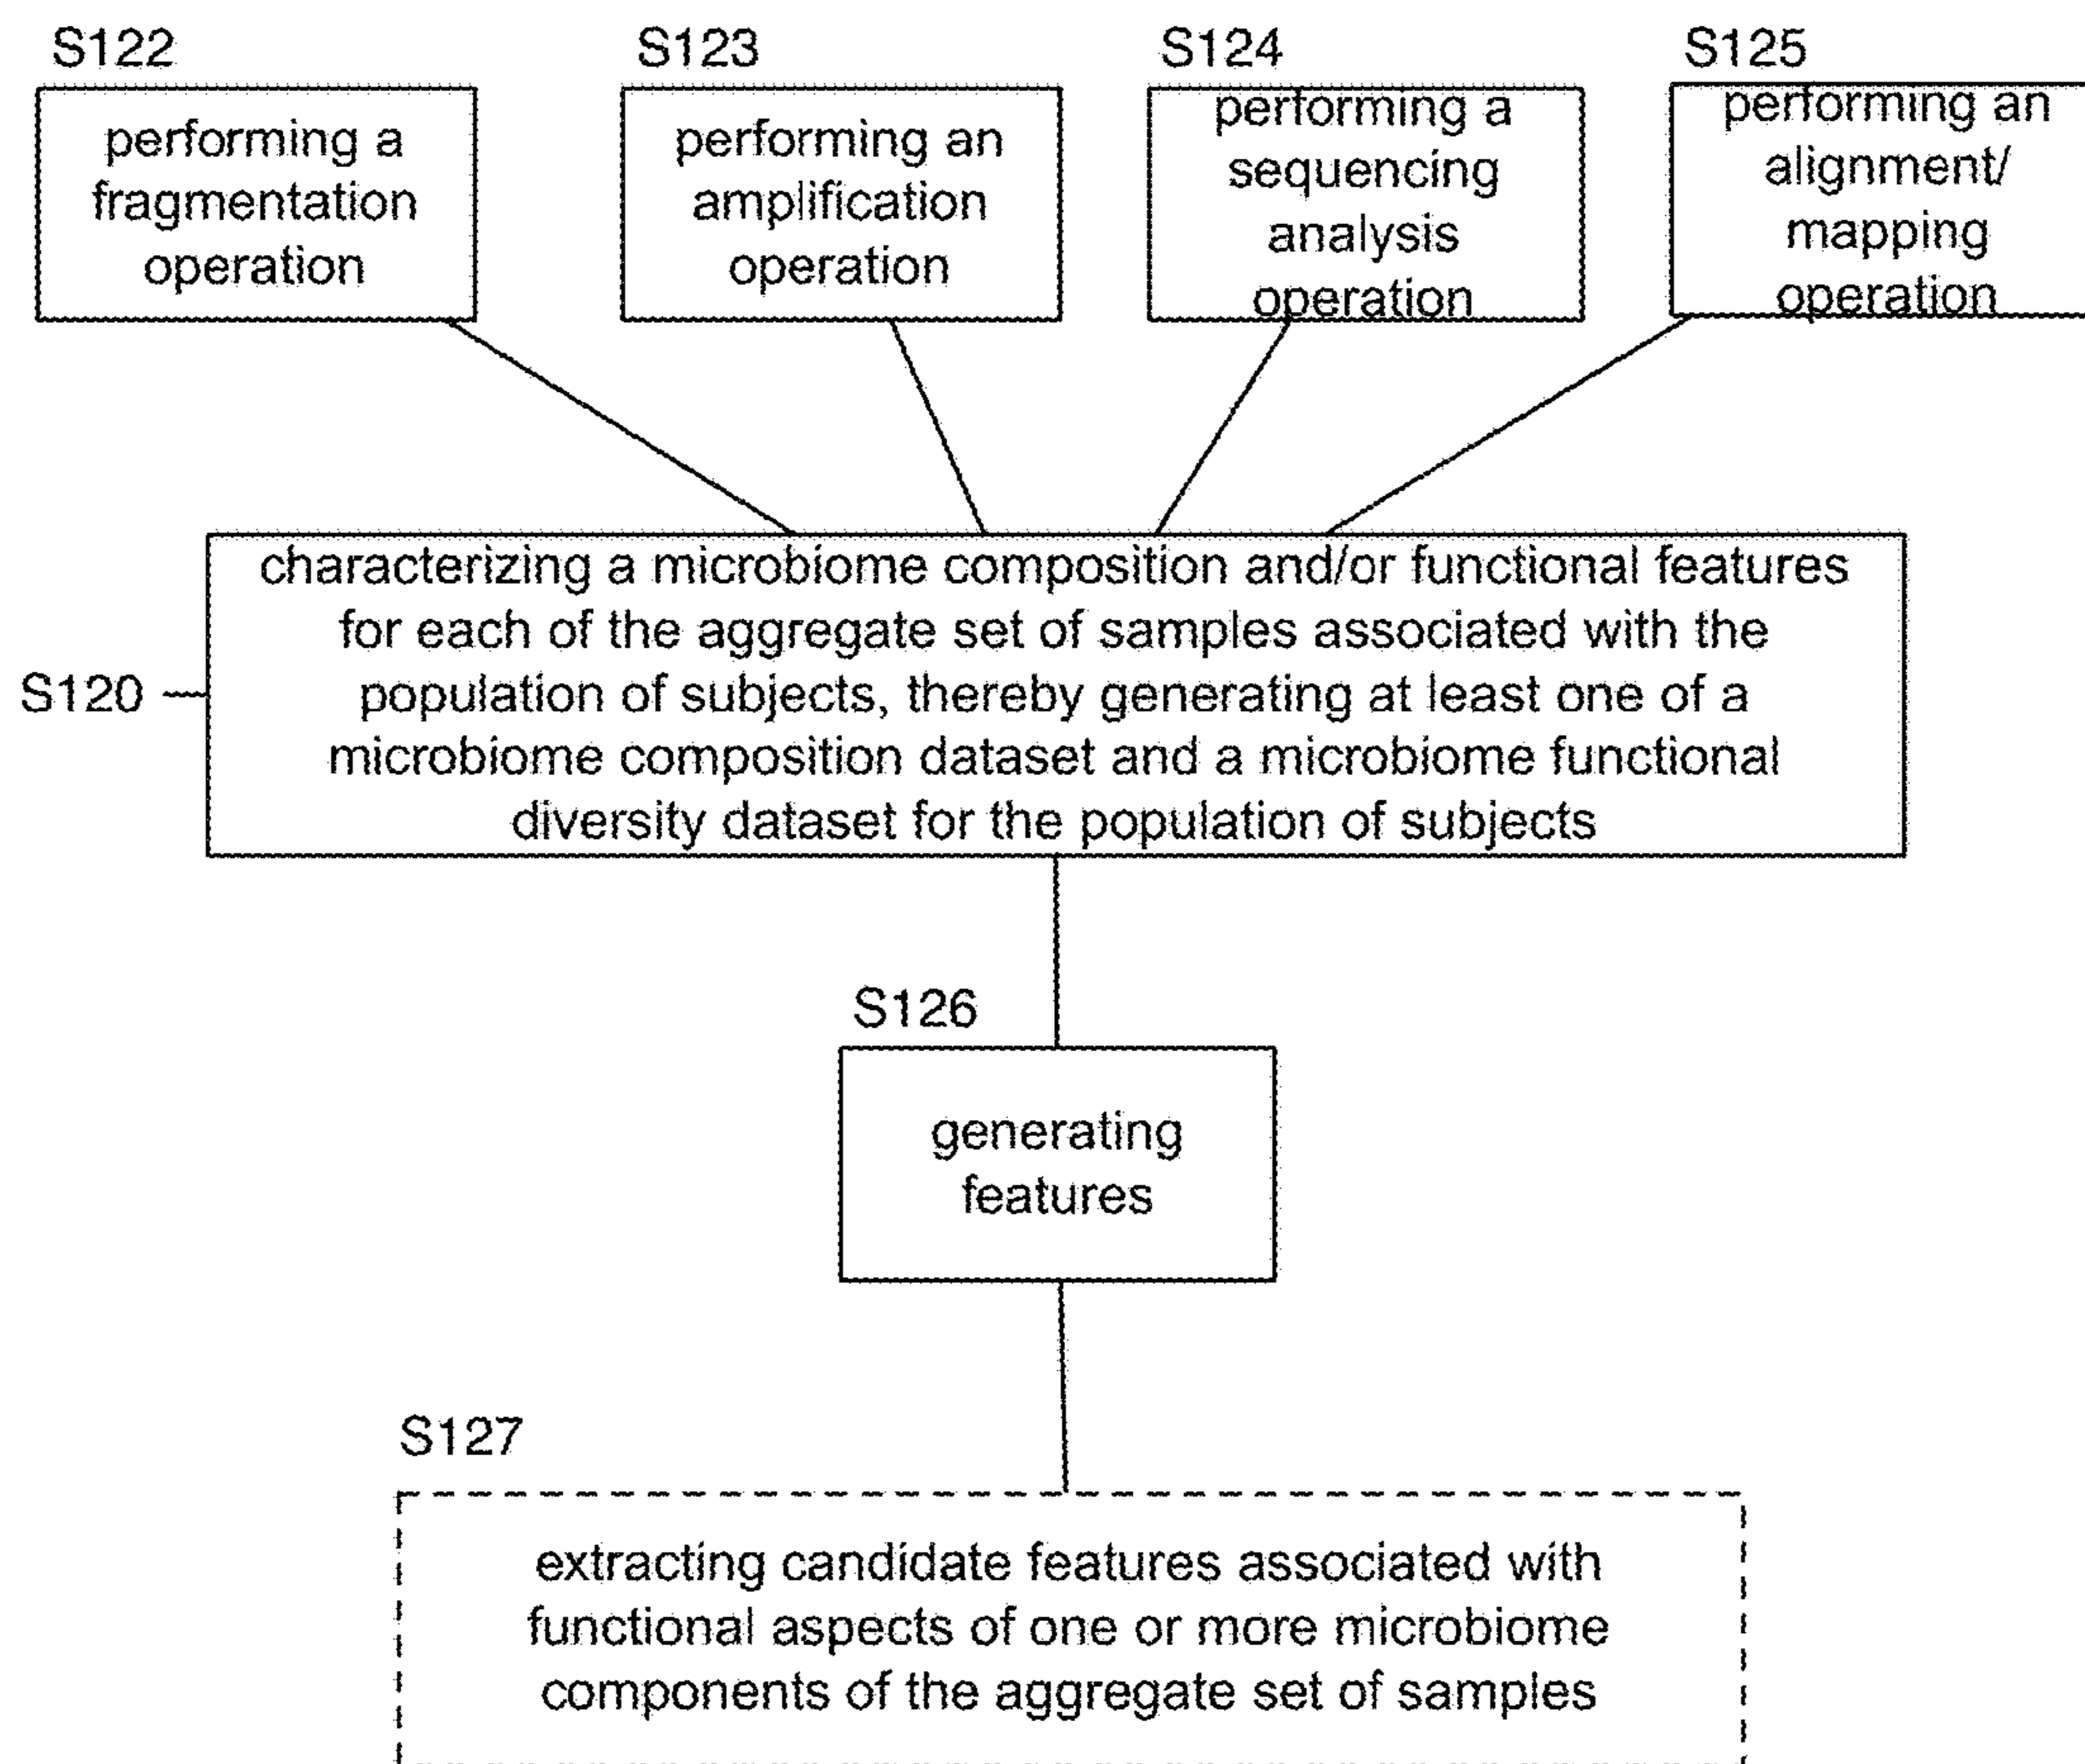 S122
performing a
fragmentation
operation
S123
performing an
amplification
operation
S124
performing a
sequencing
analysis
operation
S125
performing an
alignment/
mapping
operation
S120
characterizing a microbiome composition and/or functional features
for each of the aggregate set of samples associated with the
population of subjects, thereby generating at least one of a
microbiome composition dataset and a microbiome functional
diversity dataset for the population of subjects
S126
generating
features
S127
extracting candidate features associated with
functional aspects of one or more microbiome
components of the aggregate set of samples